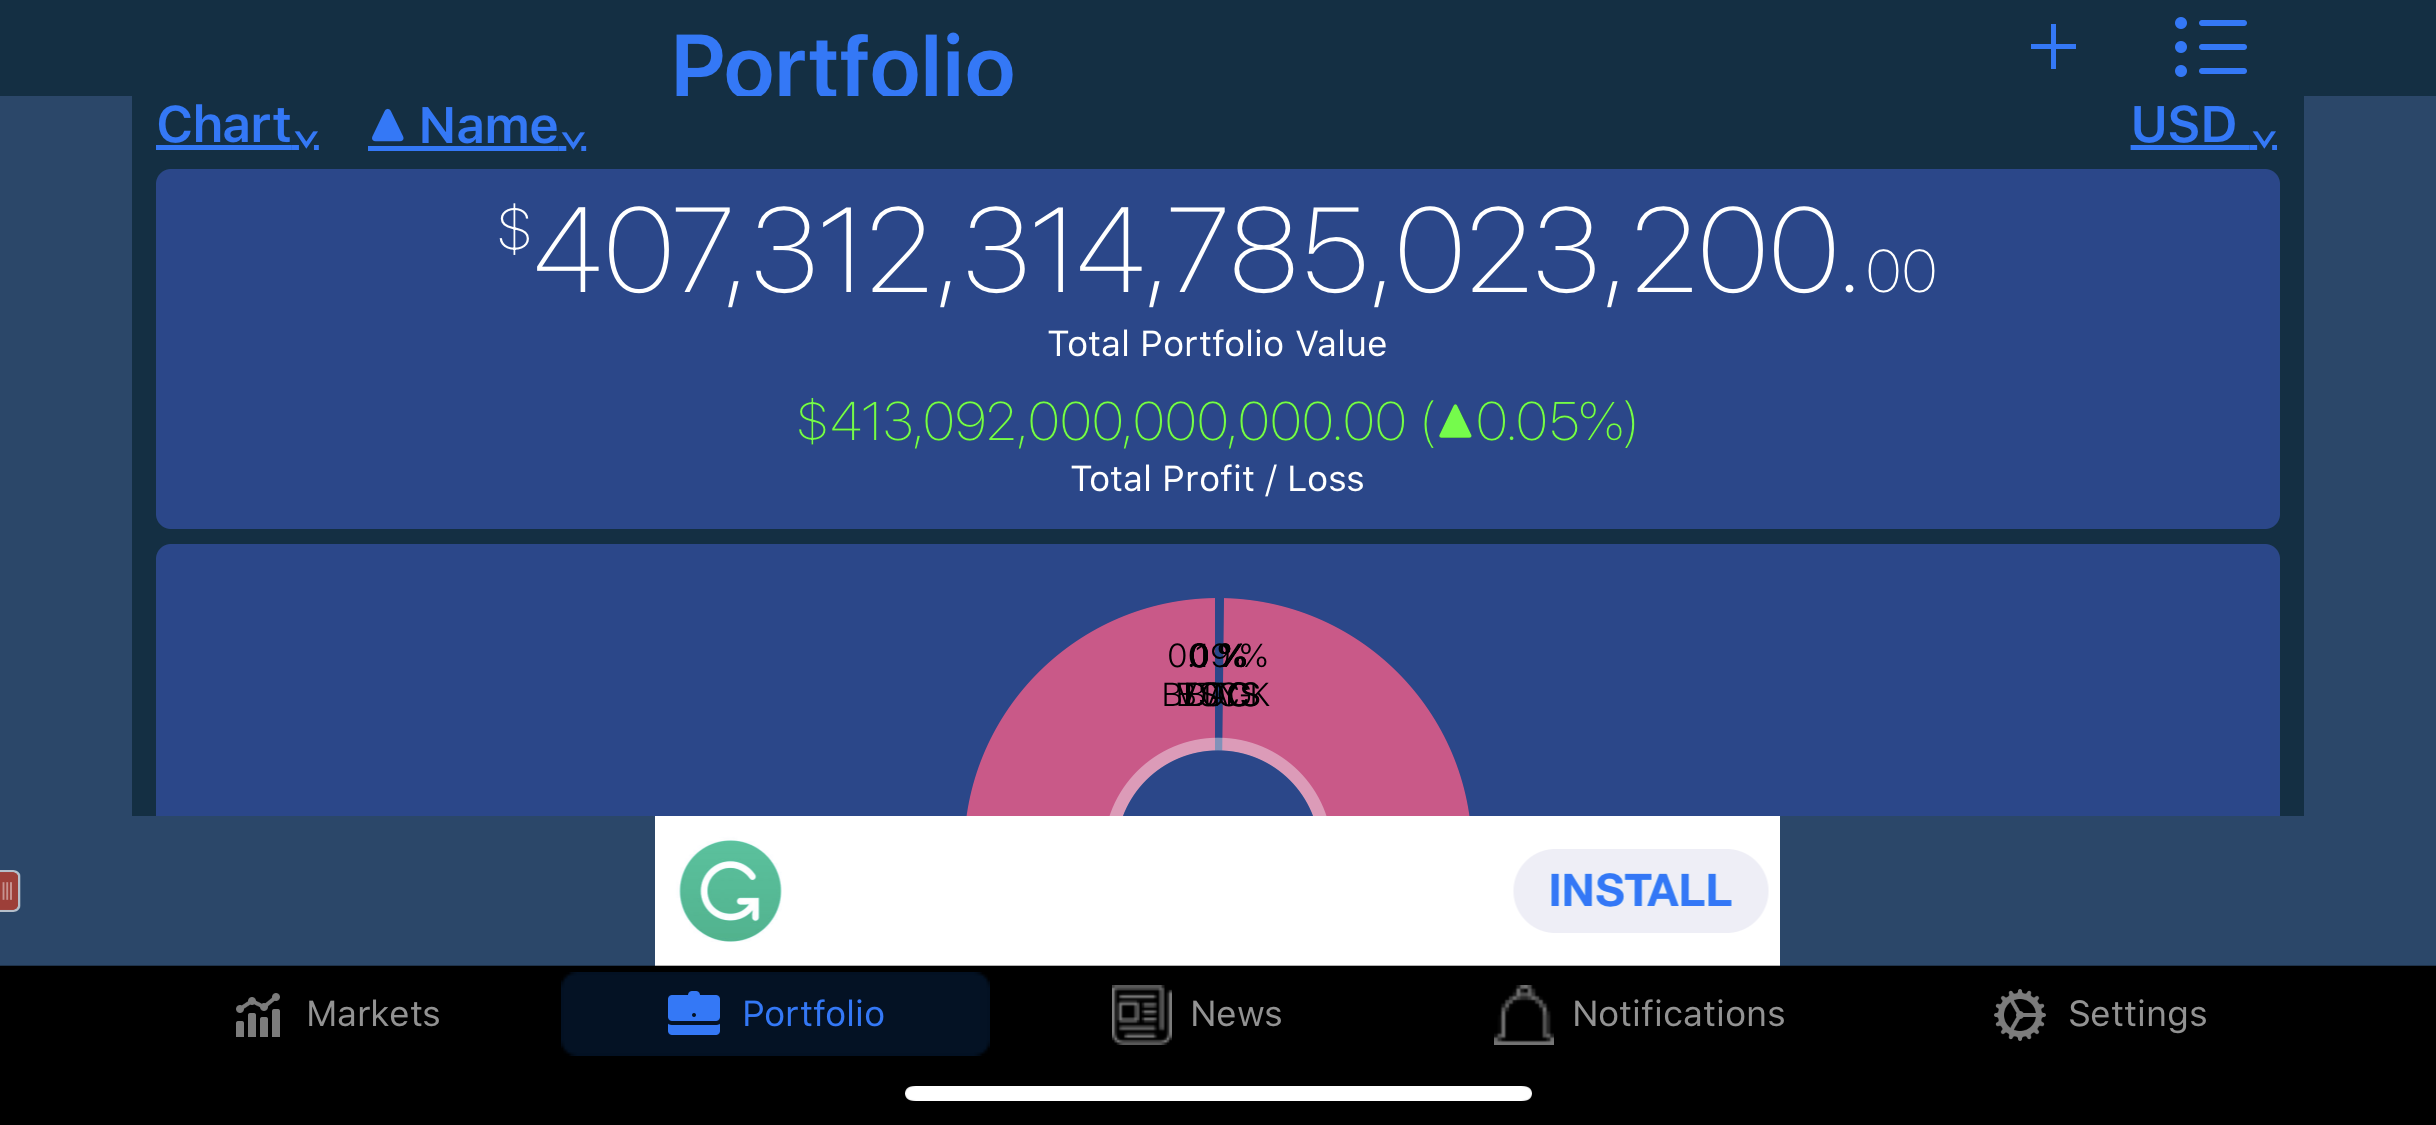 Portfolio
Chart
▲ Name
USD
$407,312,314,785,023,200.00
Total Portfolio Value
$413,092,000,000,000.00 (▲0.05%)
Total Profit / Loss
INSTALL
Markets
Portfolio
News
Notifications
Settings